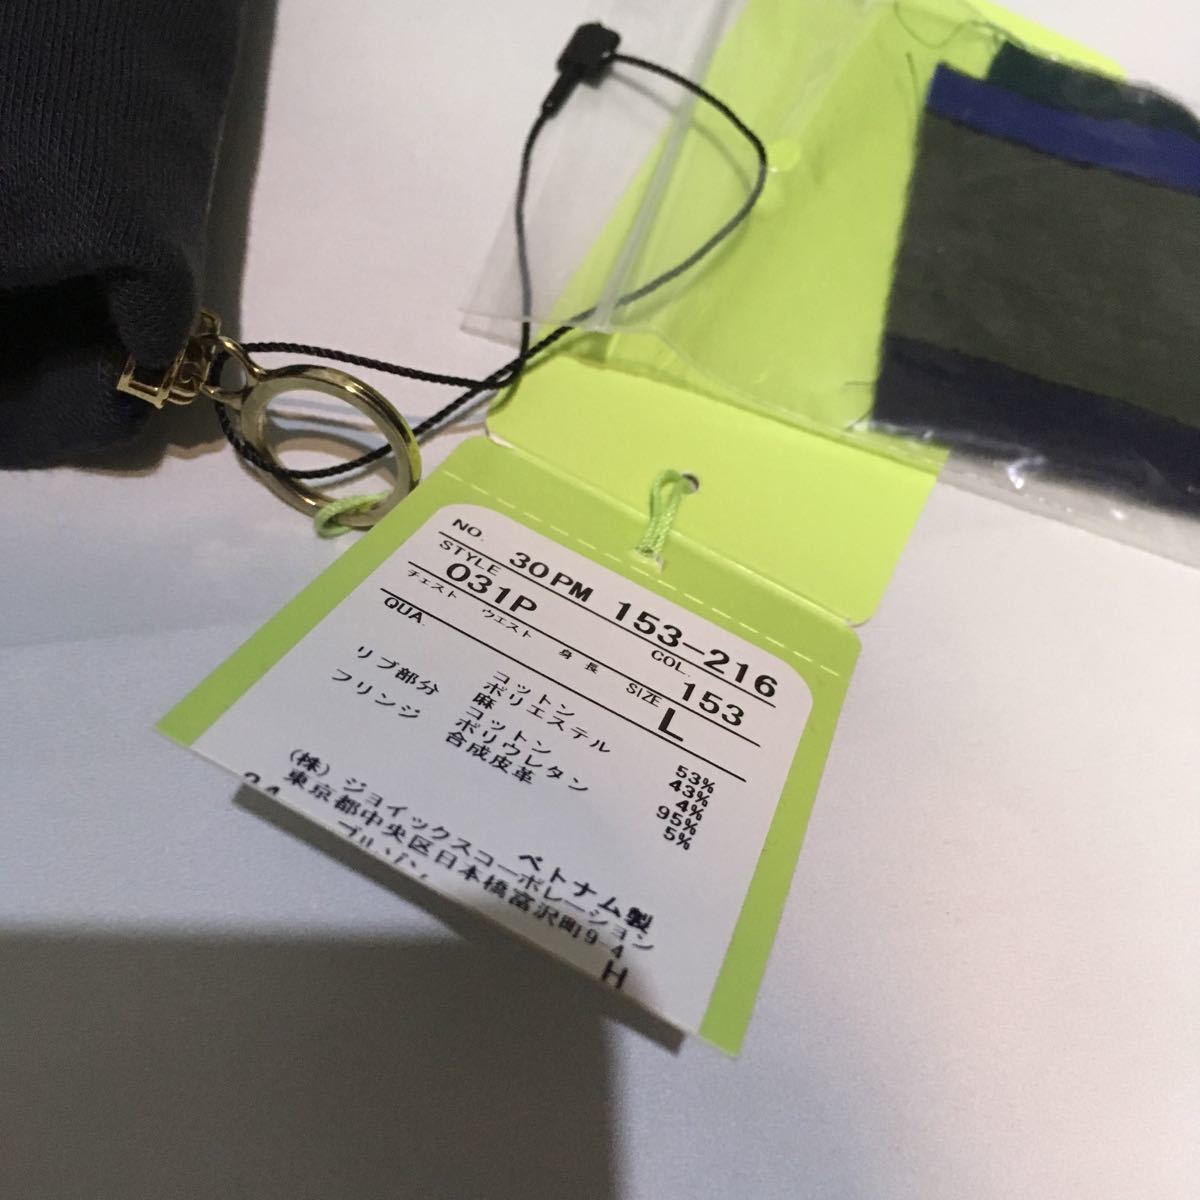 NO. 30PM 153-216
STYLE 031P COL. 153
チェスト ウエスト 身長 SIZE L
QUA.
コットン 53%
ポリエステル 43%
麻 4%
リブ部分 コットン 95%
ポリウレタン 5%
フリンジ 合成皮革
ベトナム製
(株)ジョイックスコーポレーション
東京都中央区日本橋富沢町9-4
ブルゾン
H